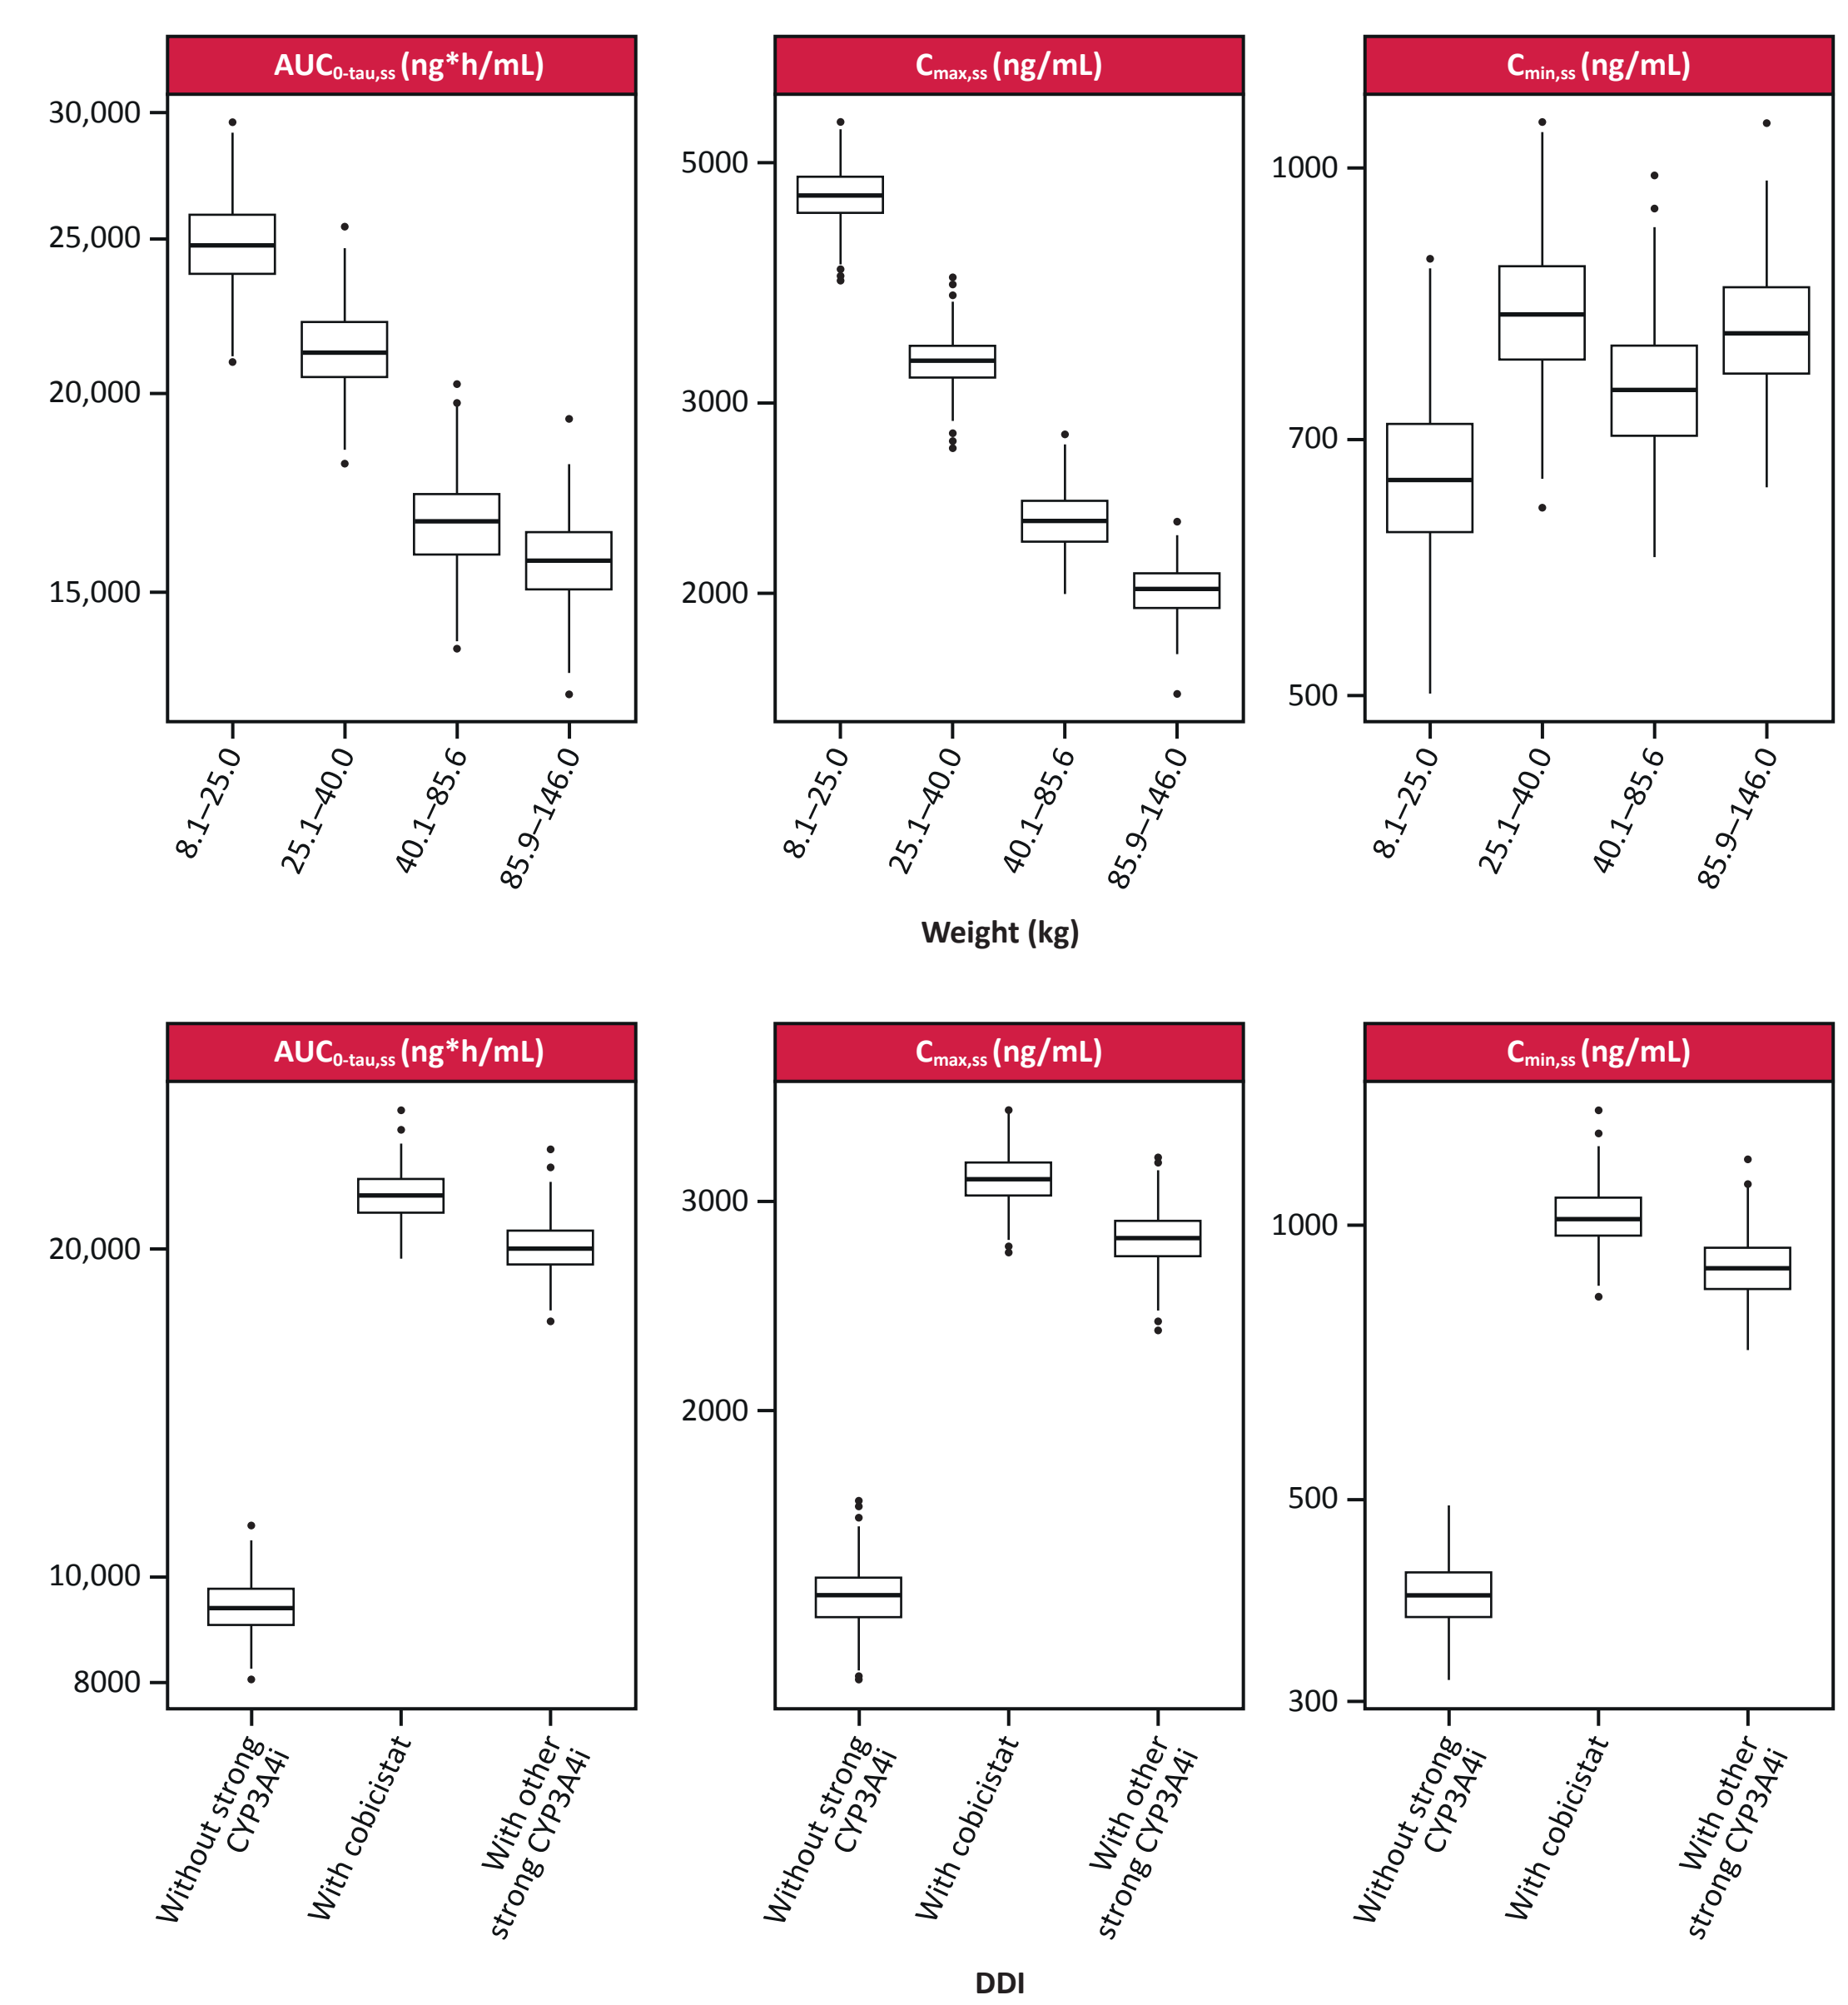 AUC0-tau,ss (ng*h/mL)
Cmax,ss (ng/mL)
Cmin,ss (ng/mL)
30,000
25,000
20,000
15,000
5000
3000
2000
1000
700
500
8.1–25.0
25.1–40.0
40.1–85.6
85.9–146.0
8.1–25.0
25.1–40.0
40.1–85.6
85.9–146.0
8.1–25.0
25.1–40.0
40.1–85.6
85.9–146.0
Weight (kg)
AUC0-tau,ss (ng*h/mL)
Cmax,ss (ng/mL)
Cmin,ss (ng/mL)
20,000
10,000
8000
3000
2000
1000
500
300
Without strong
CYP3A4i
With cobicistat
With other
strong CYP3A4i
Without strong
CYP3A4i
With cobicistat
With other
strong CYP3A4i
Without strong
CYP3A4i
With cobicistat
With other
strong CYP3A4i
DDI